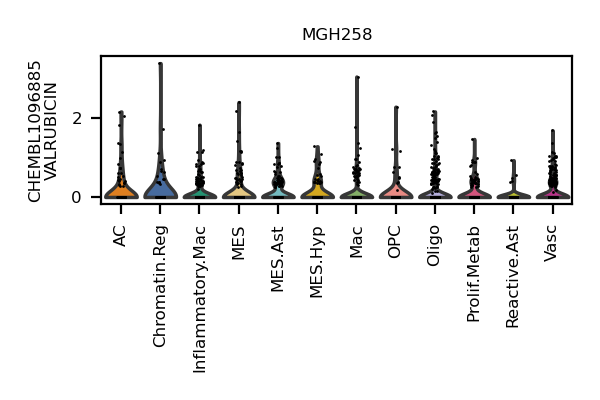 MGH258
CHEMBL1096885
VALRUBICIN
2
0
AC
Chromatin.Reg
Inflammatory.Mac
MES
MES.Ast
MES.Hyp
Mac
OPC
Oligo
Prolif.Metab
Reactive.Ast
Vasc